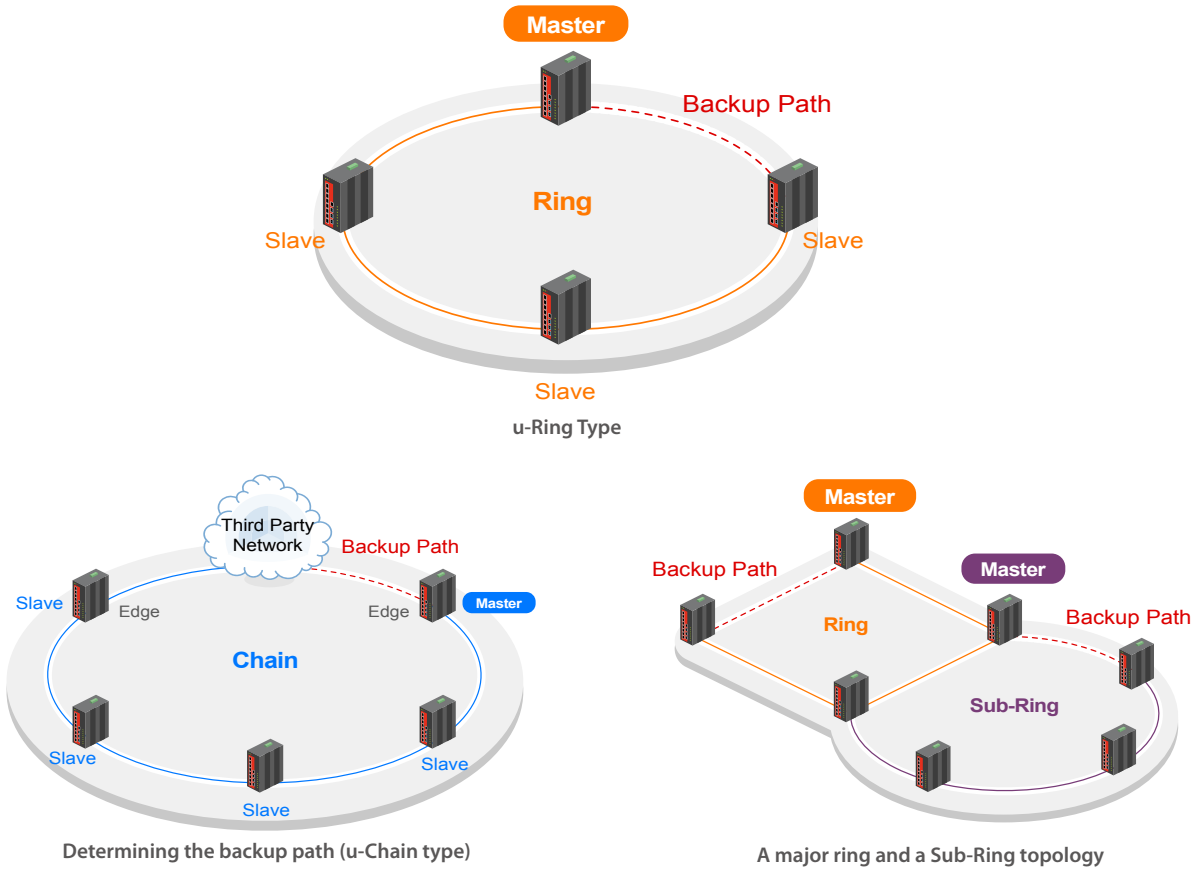 Master
Backup Path
Ring
Slave
Slave
Slave
u-Ring Type
Third Party
Network
Backup Path
Slave
Edge
Edge
Master
Chain
Slave
Slave
Slave
Determining the backup path (u-Chain type)
Master
Backup Path
Master
Backup Path
Ring
Sub-Ring
A major ring and a Sub-Ring topology